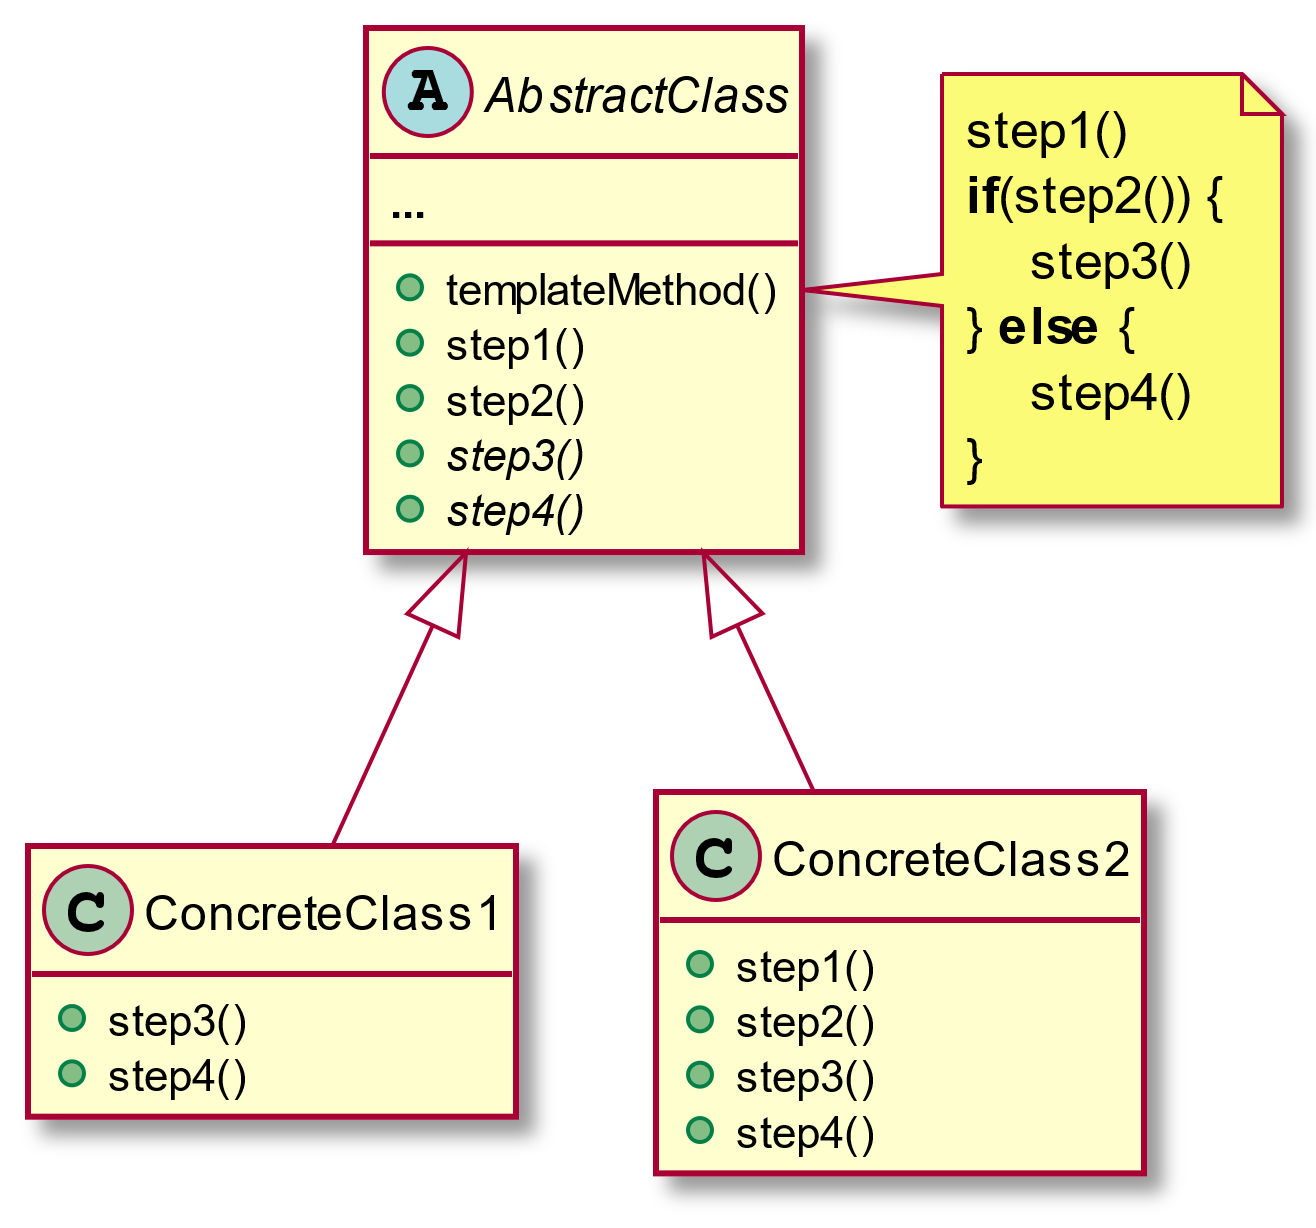 A AbstractClass
...
templateMethod()
step1()
step2()
step3()
step4()
step1()
if(step2()) {
step3()
} else {
step4()
}
C ConcreteClass1
step3()
step4()
C ConcreteClass2
step1()
step2()
step3()
step4()